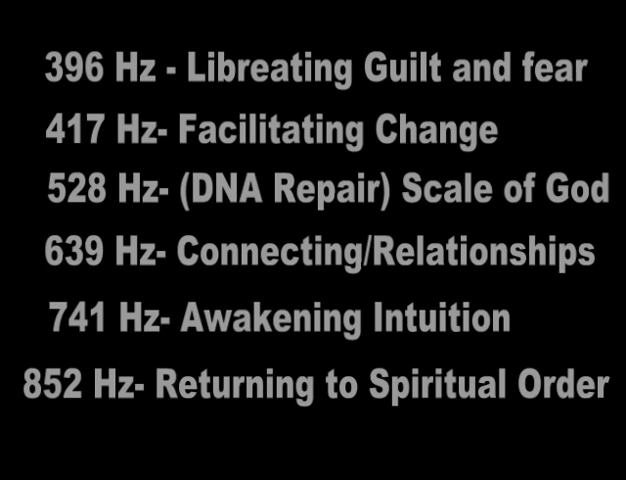 396 Hz - Libreating Guilt and fear
417 Hz- Facilitating Change
528 Hz- (DNA Repair) Scale of God
639 Hz- Connecting/Relationships
741 Hz- Awakening Intuition
852 Hz- Returning to Spiritual Order